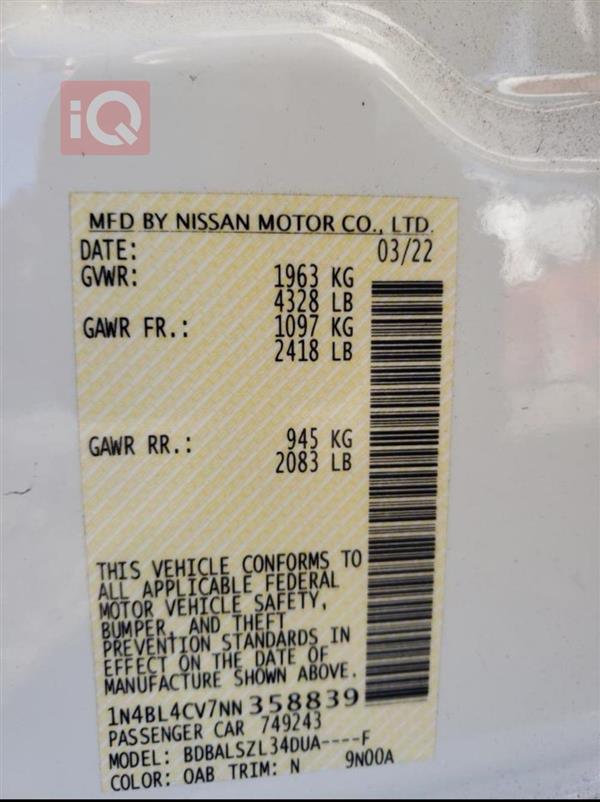 iQ
MFD BY NISSAN MOTOR CO., LTD.
DATE: 03/22
GVWR: 1963 KG
4328 LB
GAWR FR.: 1097 KG
2418 LB
GAWR RR.: 945 KG
2083 LB
THIS VEHICLE CONFORMS TO
ALL APPLICABLE FEDERAL
MOTOR VEHICLE SAFETY,
BUMPER, AND THEFT
PREVENTION STANDARDS IN
EFFECT ON THE DATE OF
MANUFACTURE SHOWN ABOVE.
1N4BL4CV7NN358839
PASSENGER CAR 749243
MODEL: BDBALSZL34DUA----F
COLOR: QAB TRIM: N 9N00A